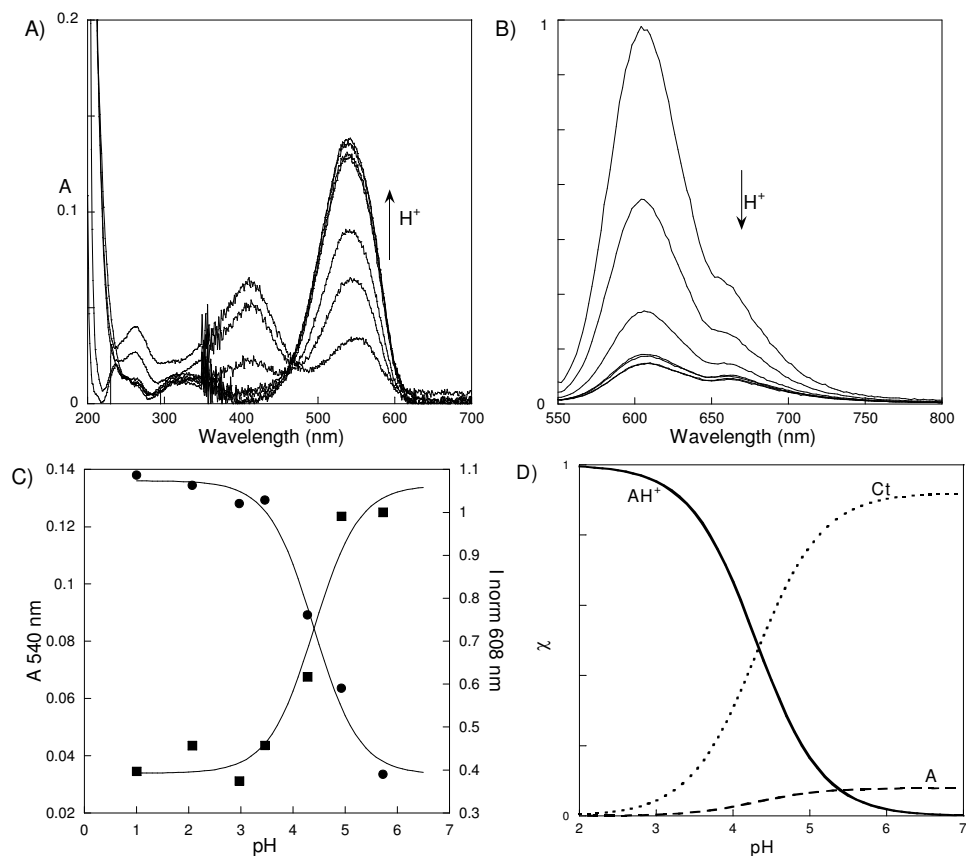 A)
0.2
A
0.1
0
200 300 400 500 600 700
Wavelength (nm)
H+
B)
1
0
550 600 650 700 750 800
Wavelength (nm)
H+
C)
0.14
0.12
0.1
0.08
0.06
0.04
0.02
A 540 nm
1.1
1
0.9
0.8
0.7
0.6
0.5
0.4
0.3
I norm 608 nm
0 1 2 3 4 5 6 7
pH
D)
1
χ
0
AH+
Ct
A
2 3 4 5 6 7
pH